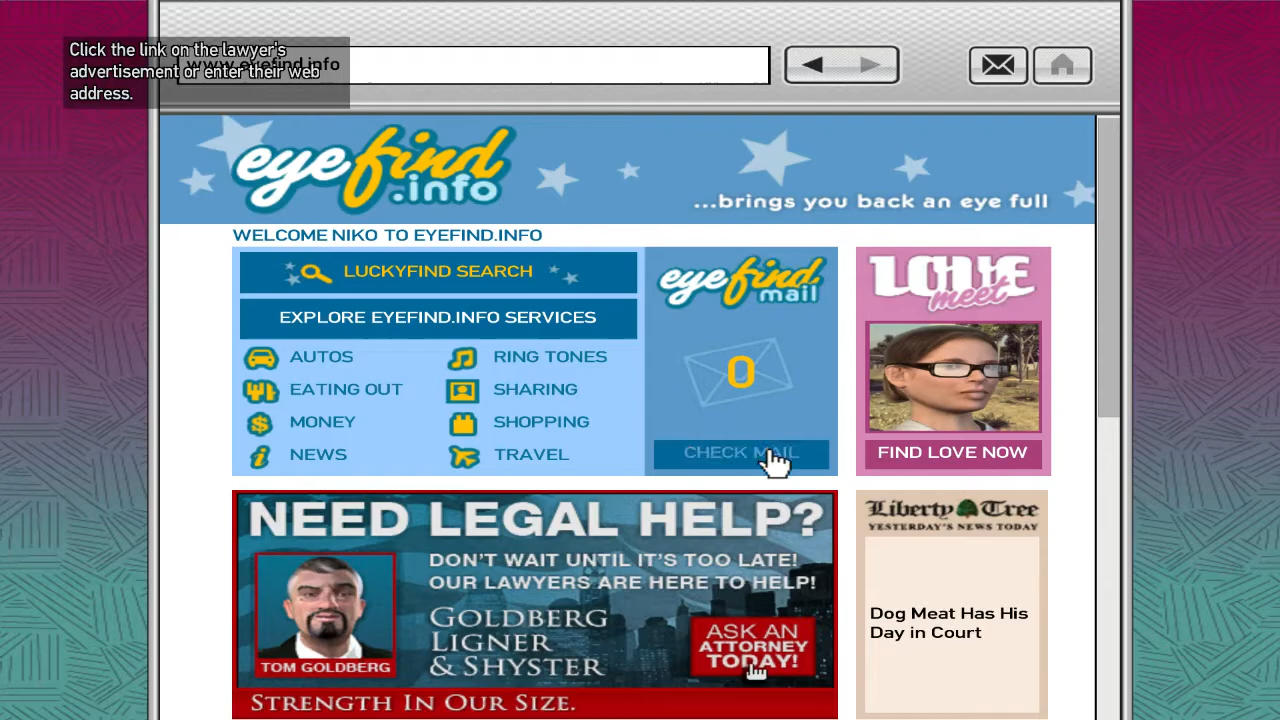 Click the link on the lawyer's
advertisement or enter their web
address.
www.eyefind.info
eyefind
.info
...brings you back an eye full
WELCOME NIKO TO EYEFIND.INFO
LUCKYFIND SEARCH
EXPLORE EYEFIND.INFO SERVICES
AUTOS
RING TONES
EATING OUT
SHARING
MONEY
SHOPPING
NEWS
TRAVEL
eyefind
mail
0
CHECK MAIL
LOVE
meet
FIND LOVE NOW
NEED LEGAL HELP?
DON'T WAIT UNTIL IT'S TOO LATE!
OUR LAWYERS ARE HERE TO HELP!
GOLDBERG
LIGNER
& SHYSTER
TOM GOLDBERG
ASK AN
ATTORNEY
TODAY!
STRENGTH IN OUR SIZE.
Liberty Tree
YESTERDAY'S NEWS TODAY
Dog Meat Has His
Day in Court